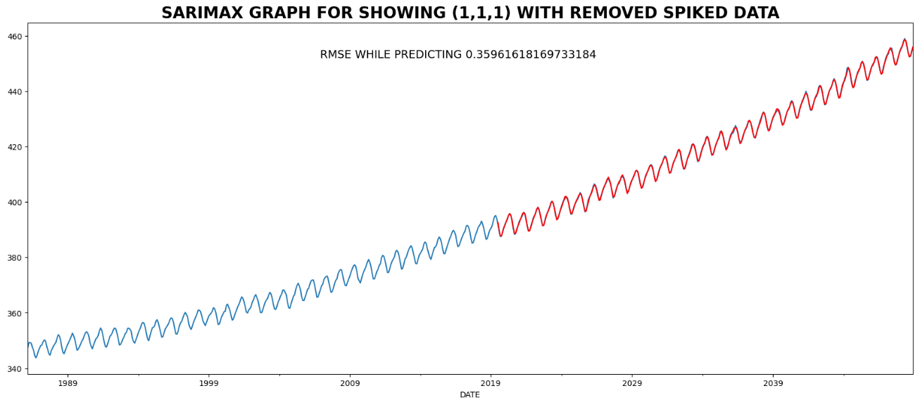 SARIMAX GRAPH FOR SHOWING (1,1,1) WITH REMOVED SPIKED DATA
RMSE WHILE PREDICTING 0.35961618169733184
460
440
420
400
380
360
340
1989 1999 2009 2019 2029 2039
DATE